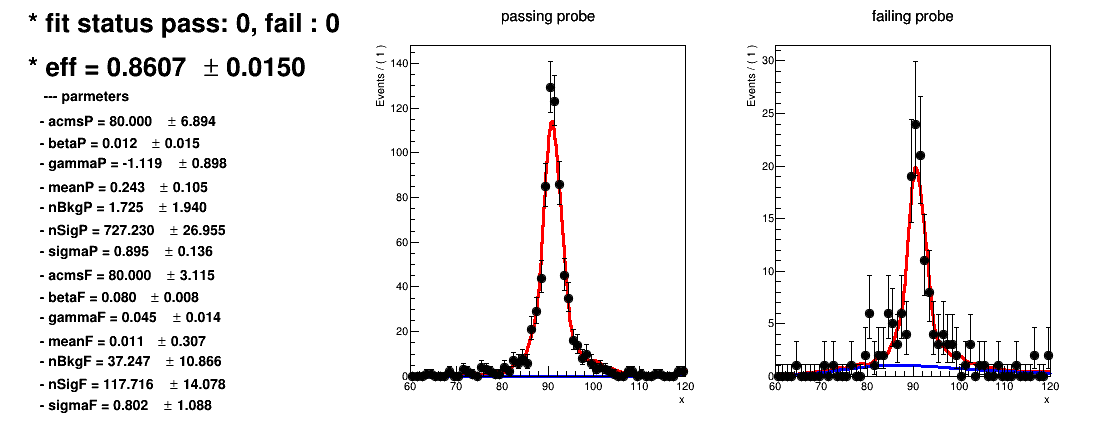 * fit status pass: 0, fail : 0
* eff = 0.8607 ± 0.0150
--- parmeters
- acmsP = 80.000 ± 6.894
- betaP = 0.012 ± 0.015
- gammaP = -1.119 ± 0.898
- meanP = 0.243 ± 0.105
- nBkgP = 1.725 ± 1.940
- nSigP = 727.230 ± 26.955
- sigmaP = 0.895 ± 0.136
- acmsF = 80.000 ± 3.115
- betaF = 0.080 ± 0.008
- gammaF = 0.045 ± 0.014
- meanF = 0.011 ± 0.307
- nBkgF = 37.247 ± 10.866
- nSigF = 117.716 ± 14.078
- sigmaF = 0.802 ± 1.088
passing probe
Events / ( 1 )
140
120
100
80
60
40
20
0
60 70 80 90 100 110 120
x
failing probe
Events / ( 1 )
30
25
20
15
10
5
0
60 70 80 90 100 110 120
x